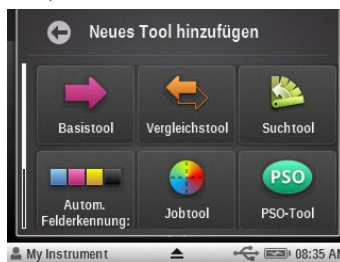 Neues Tool hinzufügen
Basistool Vergleichstool Suchtool
PSO
Autom.
Felderkennung: Jobtool PSO-Tool
My Instrument 08:35 A